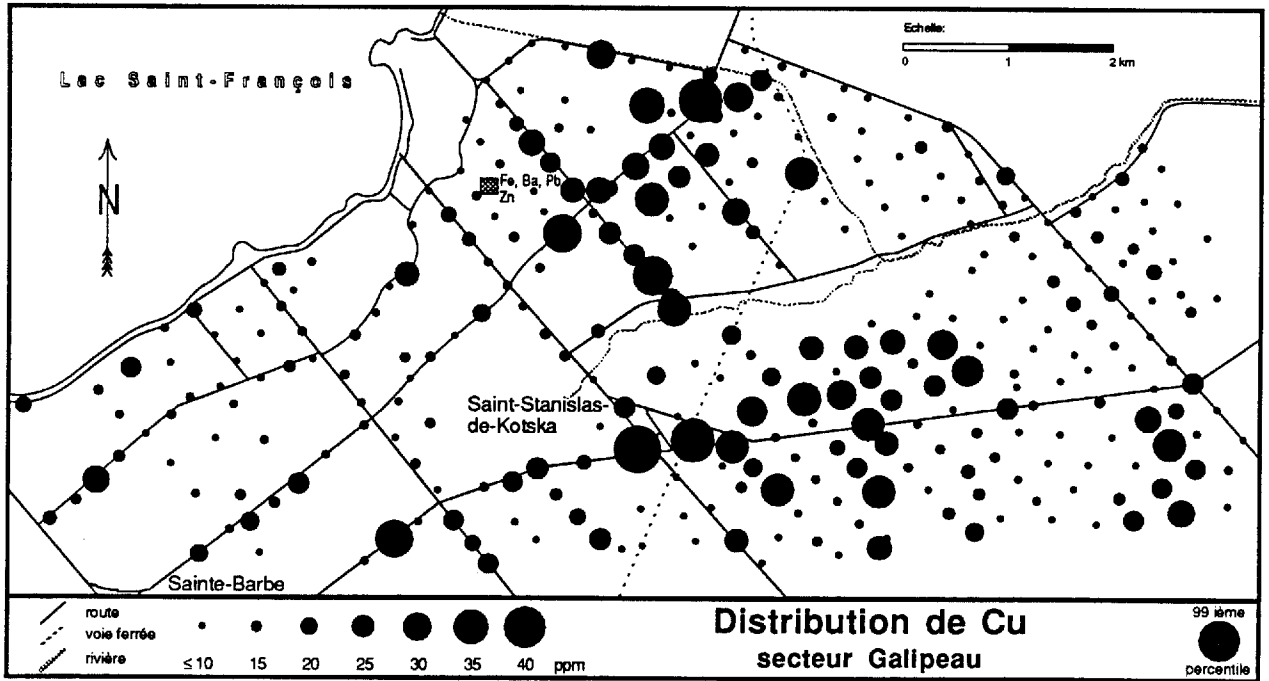 Echelle:
0 1 2 km
Lac Saint-François
N
Fe, Ba, Pb
Zn
Saint-Stanislas-
de-Kotska
Sainte-Barbe
route
voie ferrée
rivière
≤ 10 15 20 25 30 35 40 ppm
Distribution de Cu
secteur Galipeau
99 ième
percentile